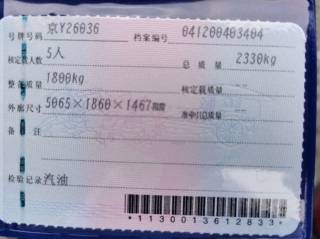 号牌号码 京Y26036 档案编号 041200403404
核定载人数 5人 总质量 2330kg
整备质量 1800kg 核定载质量 --
外廓尺寸 5065×1860×1467mm 准牵引总质量 --
备注
检验记录 汽油
*1130013612833*